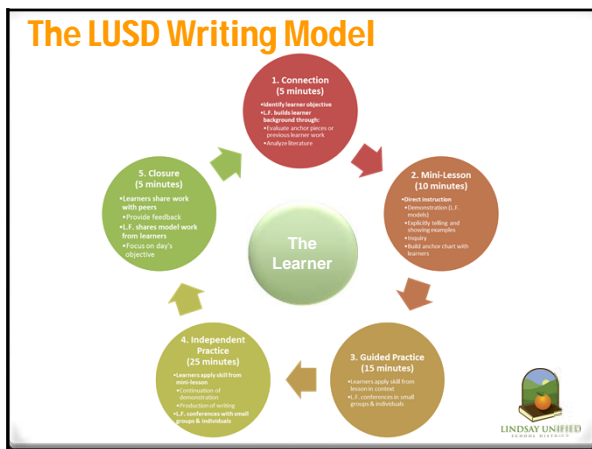 The LUSD Writing Model
1. Connection
(5 minutes)
•Identify learner objective
•L.F. builds learner
background through:
•Evaluate anchor pieces or
previous learner work
•Analyze literature
2. Mini-Lesson
(10 minutes)
•Direct instruction
•Demonstration (L.F.
models)
•Explicitly telling and
showing examples
•Inquiry
•Build anchor chart with
learners
3. Guided Practice
(15 minutes)
•Learners apply skill from
lesson in context
•L.F. conferences in small
groups & individuals
4. Independent
Practice
(25 minutes)
•Learners apply skill from
mini-lesson
•Continuation of
demonstration
•Production of writing
•L.F. conferences with small
groups & individuals
5. Closure
(5 minutes)
•Learners share work
with peers
•Provide feedback
•L.F. shares model work
from learners
•Focus on day's
objective
The
Learner
LINDSAY UNIFIED
SCHOOL DISTRICT